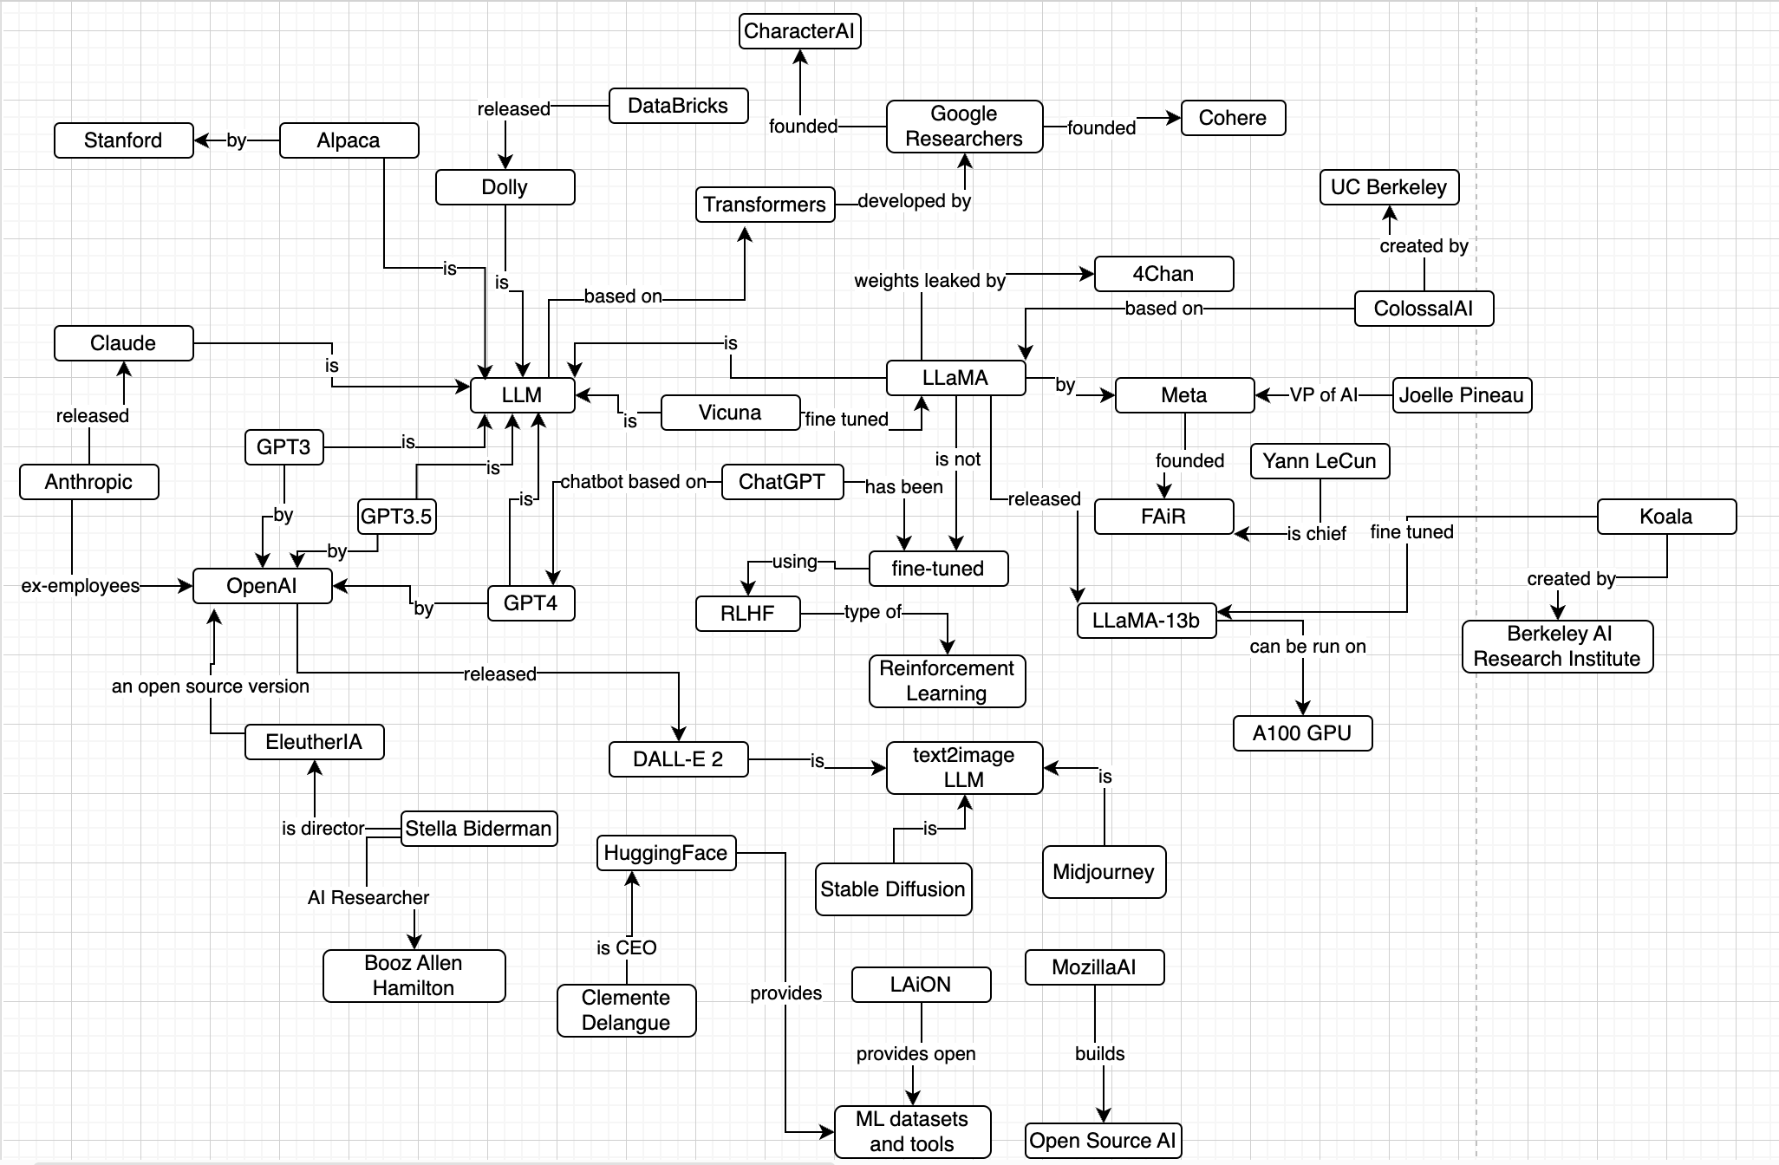 CharacterAI
released
DataBricks
Google
Researchers
founded
founded
Cohere
Stanford
by
Alpaca
Dolly
UC Berkeley
Transformers
developed by
created by
is
is
based on
weights leaked by
4Chan
based on
ColossalAI
Claude
is
is
LLM
LLaMA
by
Meta
VP of AI
Joelle Pineau
released
is
Vicuna
fine tuned
GPT3
is
is
is not
founded
Yann LeCun
Anthropic
is
chatbot based on
ChatGPT
has been
released
by
GPT3.5
FAiR
is chief
fine tuned
Koala
by
using
fine-tuned
created by
ex-employees
OpenAI
by
GPT4
RLHF
type of
LLaMA-13b
can be run on
Berkeley AI
Research Institute
released
Reinforcement
Learning
an open source version
EleutherIA
DALL-E 2
is
text2image
LLM
is
A100 GPU
is director
Stella Biderman
is
HuggingFace
Stable Diffusion
Midjourney
AI Researcher
is CEO
Booz Allen
Hamilton
Clemente
Delangue
provides
LAiON
MozillaAI
provides open
builds
ML datasets
and tools
Open Source AI